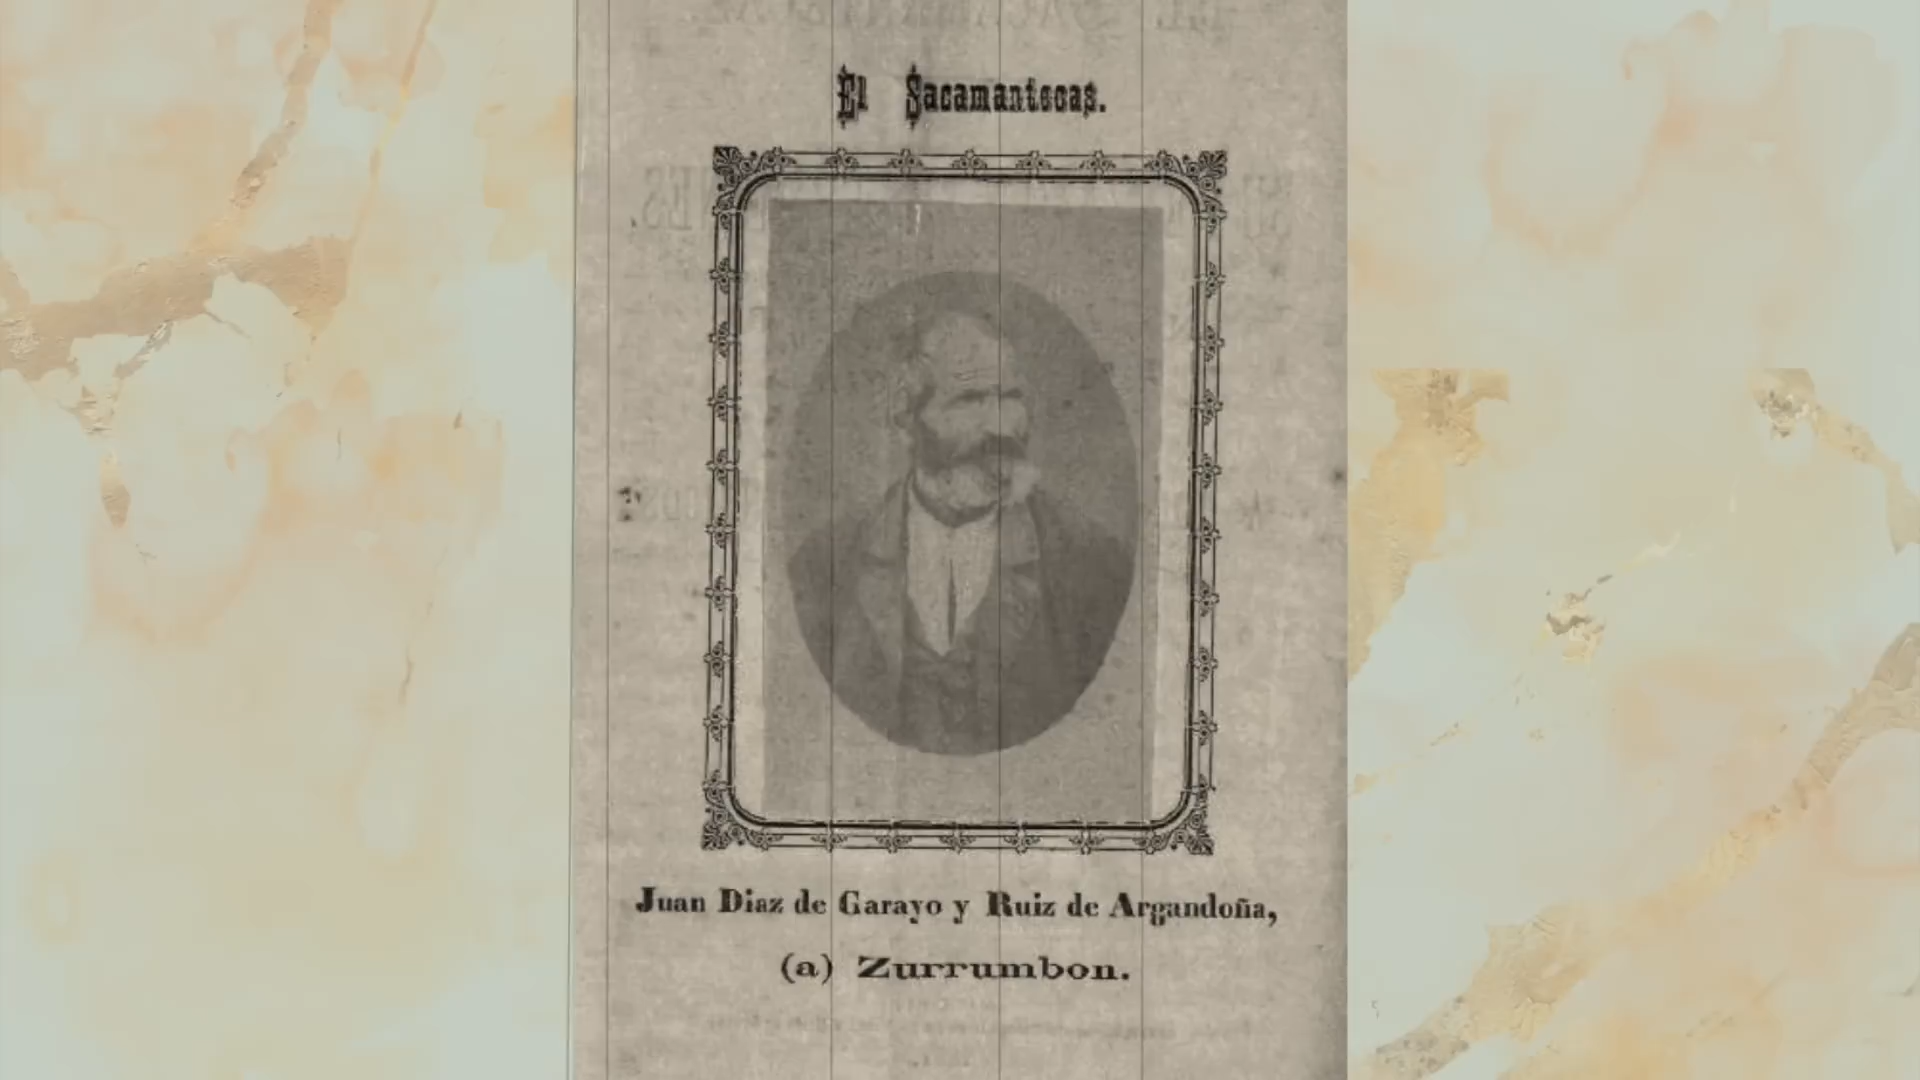 El Sacamantecas.
Juan Diaz de Garayo y Ruiz de Argandoña,
(a) Zurrumbon.